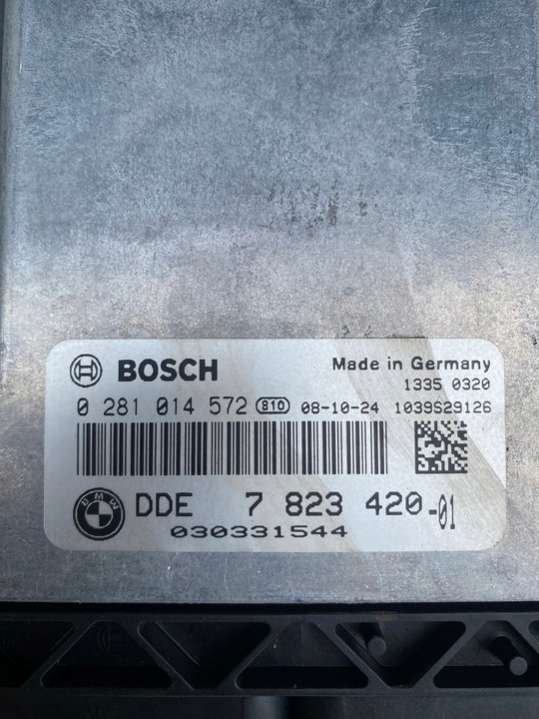 BOSCH Made in Germany
1335 0320
0 281 014 572 810 08-10-24 1039S29126
BMW DDE 7 823 420-01
030331544